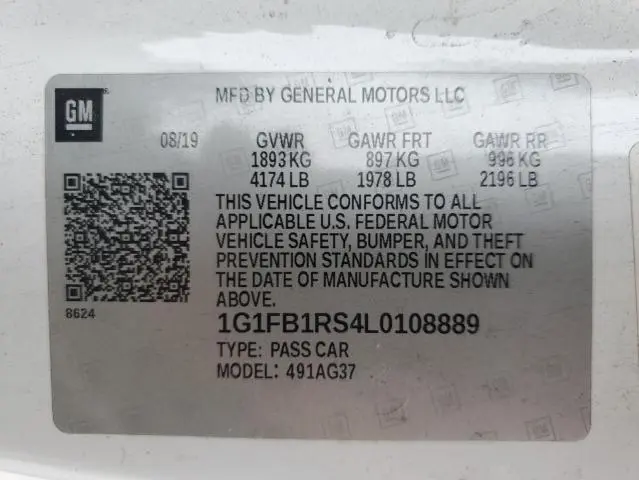 GM
MFD BY GENERAL MOTORS LLC
08/19 GVWR GAWR FRT GAWR RR
1893 KG 897 KG 996 KG
4174 LB 1978 LB 2196 LB
THIS VEHICLE CONFORMS TO ALL
APPLICABLE U.S. FEDERAL MOTOR
VEHICLE SAFETY, BUMPER, AND THEFT
PREVENTION STANDARDS IN EFFECT ON
THE DATE OF MANUFACTURE SHOWN
ABOVE.
8624
1G1FB1RS4L0108889
TYPE: PASS CAR
MODEL: 491AG37